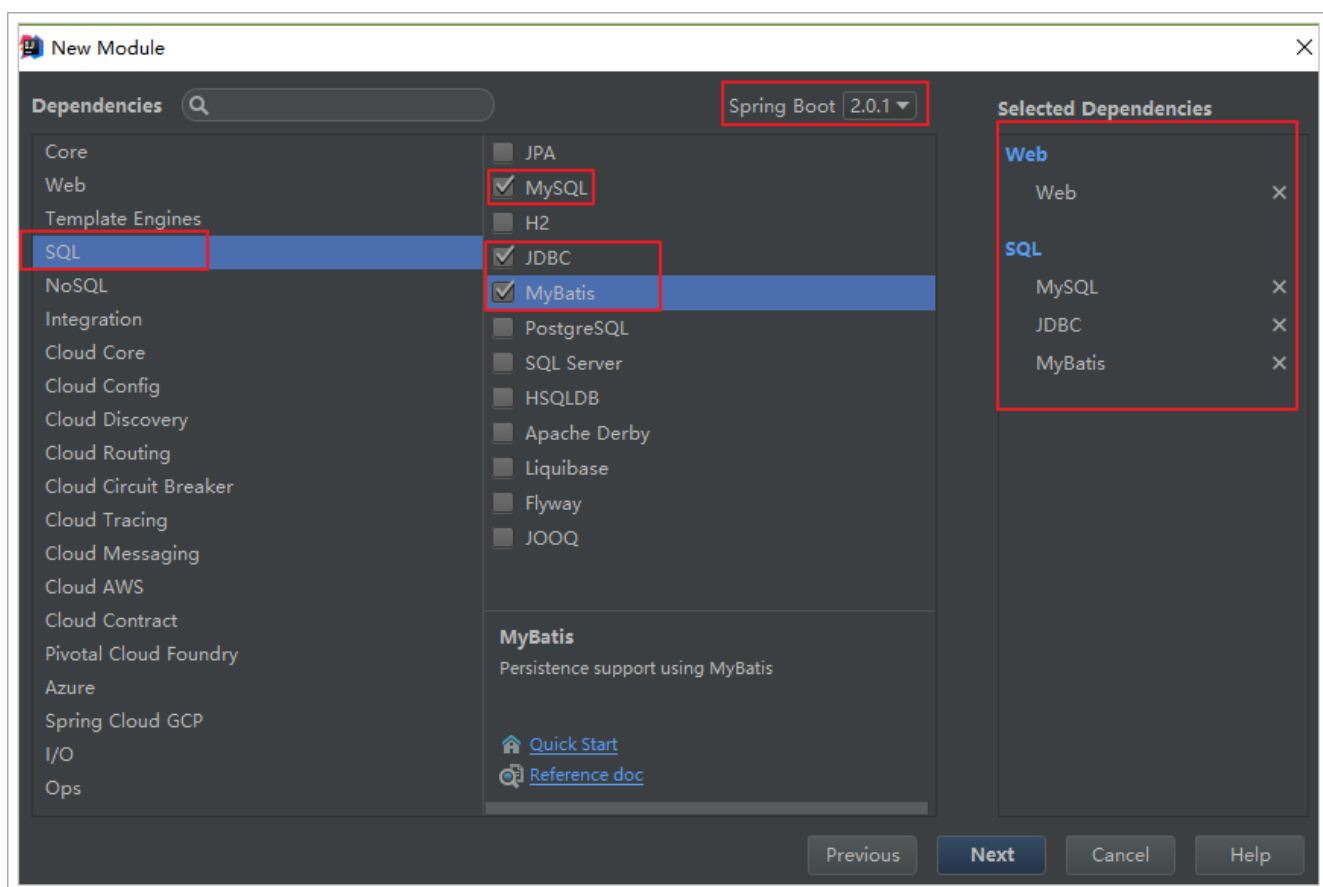 New Module
Dependencies
Spring Boot 2.0.1
Selected Dependencies
Core
Web
Template Engines
SQL
NoSQL
Integration
Cloud Core
Cloud Config
Cloud Discovery
Cloud Routing
Cloud Circuit Breaker
Cloud Tracing
Cloud Messaging
Cloud AWS
Cloud Contract
Pivotal Cloud Foundry
Azure
Spring Cloud GCP
I/O
Ops
JPA
MySQL
H2
JDBC
MyBatis
PostgreSQL
SQL Server
HSQLDB
Apache Derby
Liquibase
Flyway
JOOQ
MyBatis
Persistence support using MyBatis
Quick Start
Reference doc
Web
Web
SQL
MySQL
JDBC
MyBatis
Previous
Next
Cancel
Help